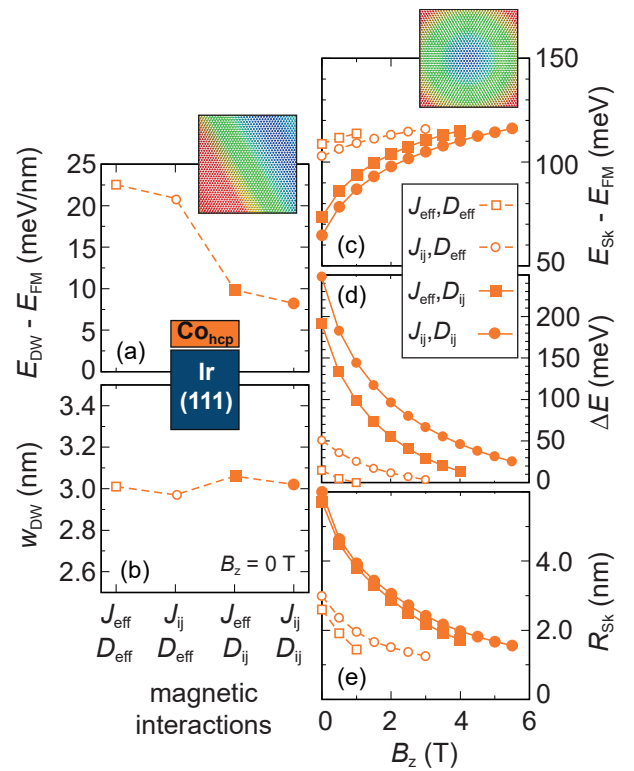 25
20
15
10
5
0
E_DW - E_FM (meV/nm)
(a)
Co_hcp
Ir
(111)
3.4
3.2
3.0
2.8
2.6
w_DW (nm)
(b)
B_z = 0 T
J_eff J_ij J_eff J_ij
D_eff D_eff D_ij D_ij
magnetic
interactions
150
100
50
E_Sk - E_FM (meV)
(c)
J_eff,D_eff
J_ij,D_eff
J_eff,D_ij
J_ij,D_ij
(d)
200
150
100
50
0
ΔE (meV)
4.0
2.0
0
R_Sk (nm)
(e)
0 2 4 6
B_z (T)